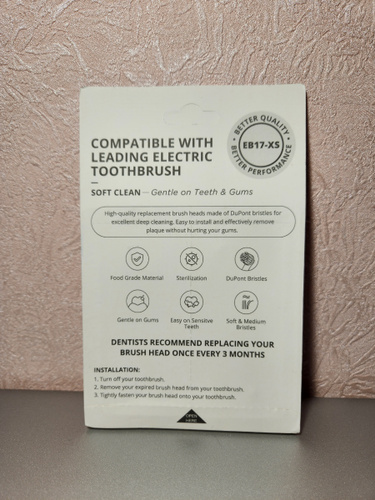 COMPATIBLE WITH
LEADING ELECTRIC
TOOTHBRUSH
BETTER QUALITY
EB17-XS
BETTER PERFORMANCE
SOFT CLEAN — Gentle on Teeth & Gums
High-quality replacement brush heads made of DuPont bristles for
excellent deep cleaning. Easy to install and effectively remove
plaque without hurting your gums.
Food Grade Material
Sterilization
DuPont Bristles
Gentle on Gums
Easy on Sensitve
Teeth
Soft & Medium
Bristles
DENTISTS RECOMMEND REPLACING YOUR
BRUSH HEAD ONCE EVERY 3 MONTHS
INSTALLATION:
1. Turn off your toothbrush.
2. Remove your expired brush head from your toothbrush.
3. Tightly fasten your brush head onto your toothbrush.
OPEN
HERE